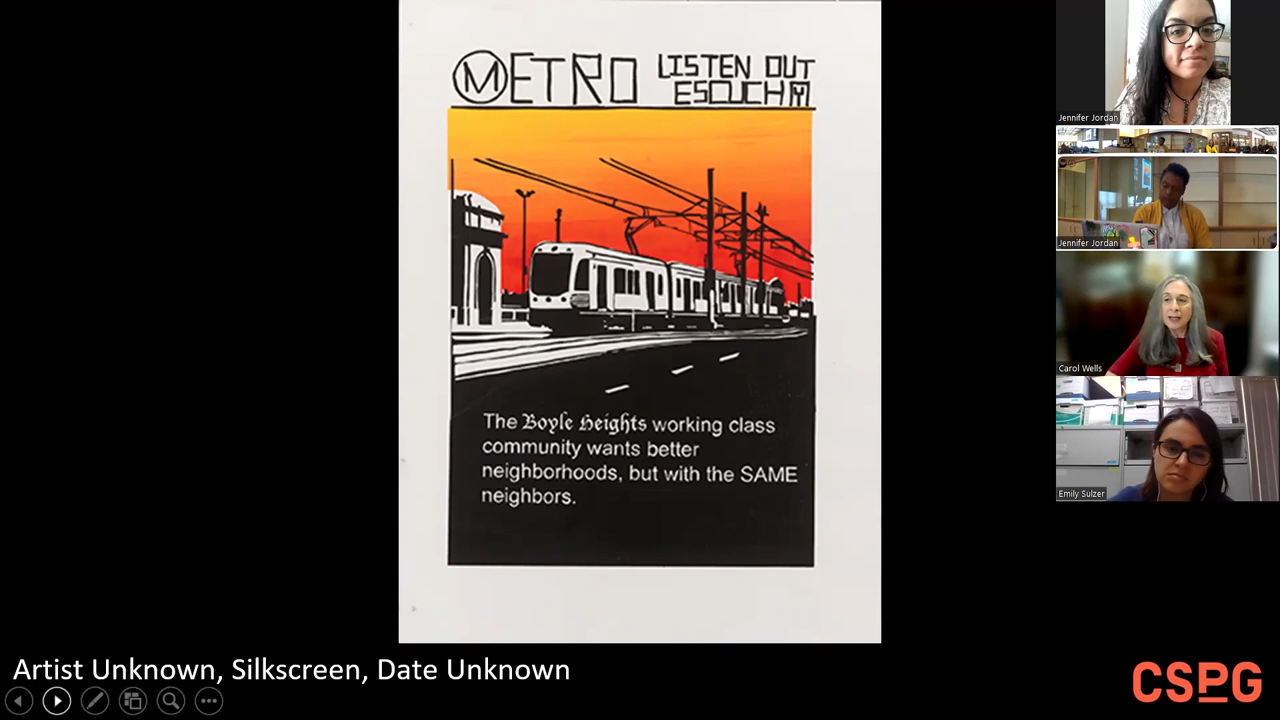 METRO LISTEN OUT
ESCUCHA
The Boyle Heights working class
community wants better
neighborhoods, but with the SAME
neighbors.
Artist Unknown, Silkscreen, Date Unknown
CSPG
Jennifer Jordan
Jennifer Jordan
Carol Wells
Emily Sulzer